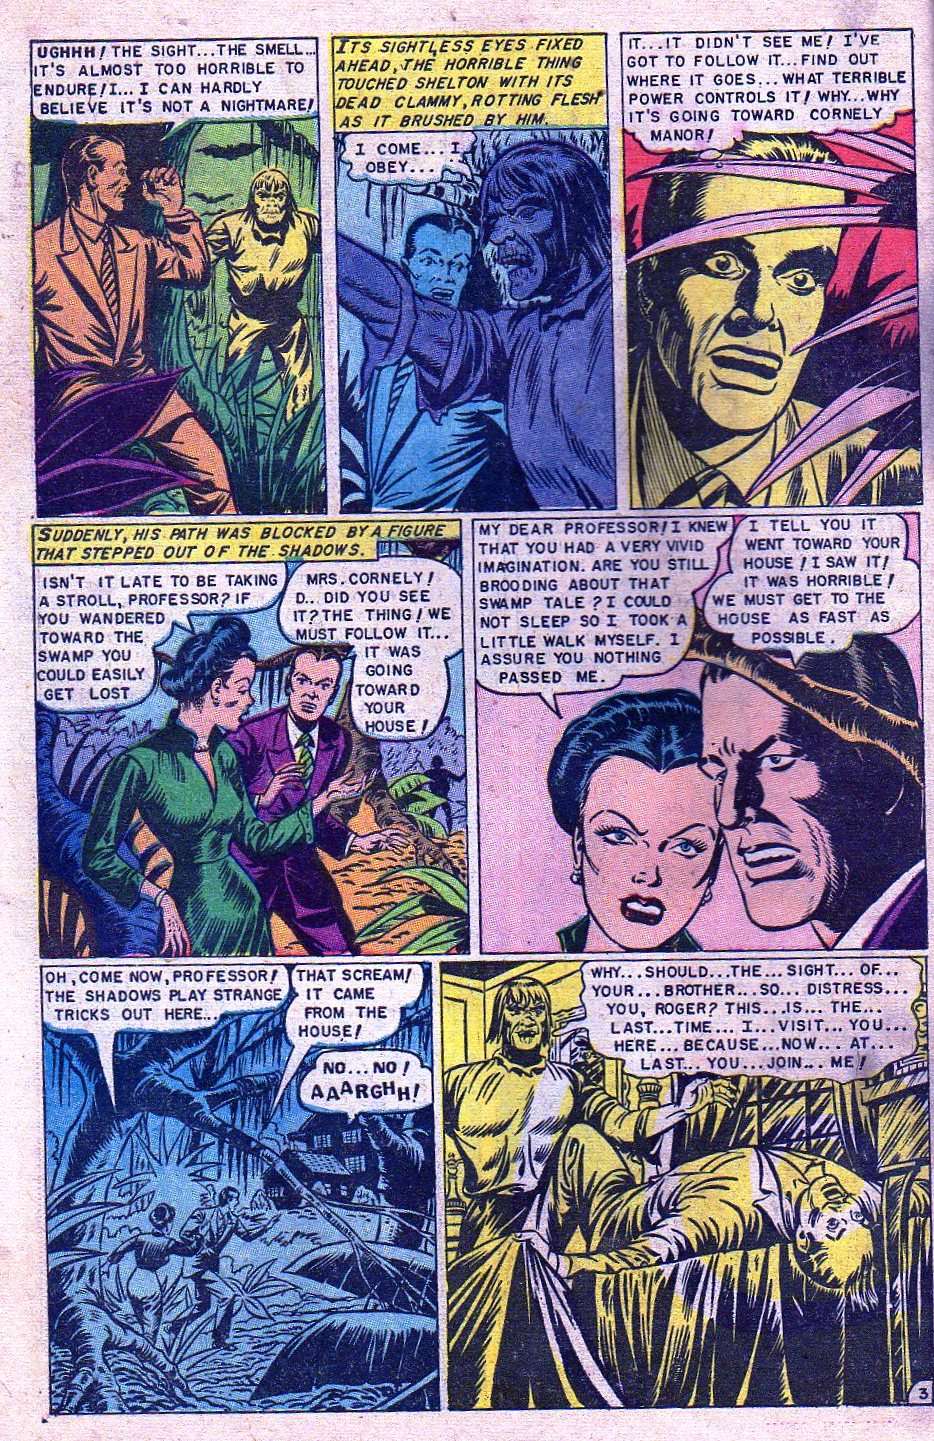 UGHHH! THE SIGHT...THE SMELL...
IT'S ALMOST TOO HORRIBLE TO
ENDURE! I... I CAN HARDLY
BELIEVE IT'S NOT A NIGHTMARE!
ITS SIGHTLESS EYES FIXED
AHEAD, THE HORRIBLE THING
TOUCHED SHELTON WITH ITS
DEAD CLAMMY, ROTTING FLESH
AS IT BRUSHED BY HIM.
I COME...I
OBEY...
IT...IT DIDN'T SEE ME! I'VE
GOT TO FOLLOW IT...FIND OUT
WHERE IT GOES...WHAT TERRIBLE
POWER CONTROLS IT! WHY...WHY
IT'S GOING TOWARD CORNELY
MANOR!
SUDDENLY, HIS PATH WAS BLOCKED BY A FIGURE
THAT STEPPED OUT OF THE SHADOWS.
ISN'T IT LATE TO BE TAKING
A STROLL, PROFESSOR? IF
YOU WANDERED
TOWARD THE
SWAMP YOU
COULD EASILY
GET LOST
MRS. CORNELY!
D... DID YOU SEE
IT? THE THING! WE
MUST FOLLOW IT...
IT WAS
GOING
TOWARD
YOUR
HOUSE!
MY DEAR PROFESSOR! I KNEW
THAT YOU HAD A VERY VIVID
IMAGINATION. ARE YOU STILL
BROODING ABOUT THAT
SWAMP TALE? I COULD
NOT SLEEP SO I TOOK A
LITTLE WALK MYSELF. I
ASSURE YOU NOTHING
PASSED ME.
I TELL YOU IT
WENT TOWARD YOUR
HOUSE! I SAW IT!
IT WAS HORRIBLE!
WE MUST GET TO THE
HOUSE AS FAST AS
POSSIBLE.
OH, COME NOW, PROFESSOR!
THE SHADOWS PLAY STRANGE
TRICKS OUT HERE...
THAT SCREAM!
IT CAME
FROM THE
HOUSE!
NO...NO!
AAARGHH!
WHY...SHOULD...THE...SIGHT...OF...
YOUR...BROTHER...SO...DISTRESS...
YOU, ROGER? THIS...IS...THE...
LAST...TIME...I...VISIT...YOU...
HERE...BECAUSE...NOW...AT...
LAST...YOU...JOIN...ME!
3